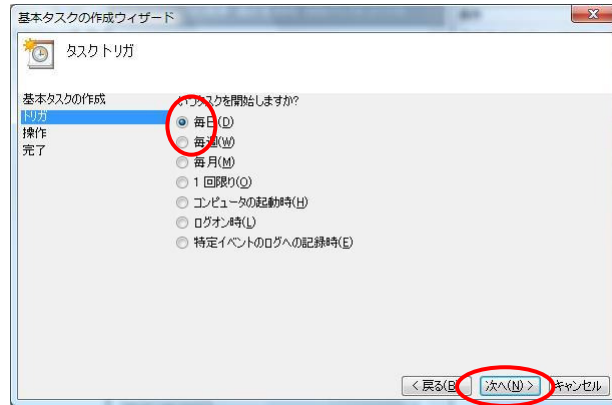 基本タスクの作成ウィザード
タスクトリガ
基本タスクの作成
トリガ
操作
完了
いつタスクを開始しますか?
毎日(D)
毎週(W)
毎月(M)
1 回限り(O)
コンピュータの起動時(H)
ログオン時(L)
特定イベントのログへの記録時(E)
< 戻る(B)
次へ(N) >
キャンセル